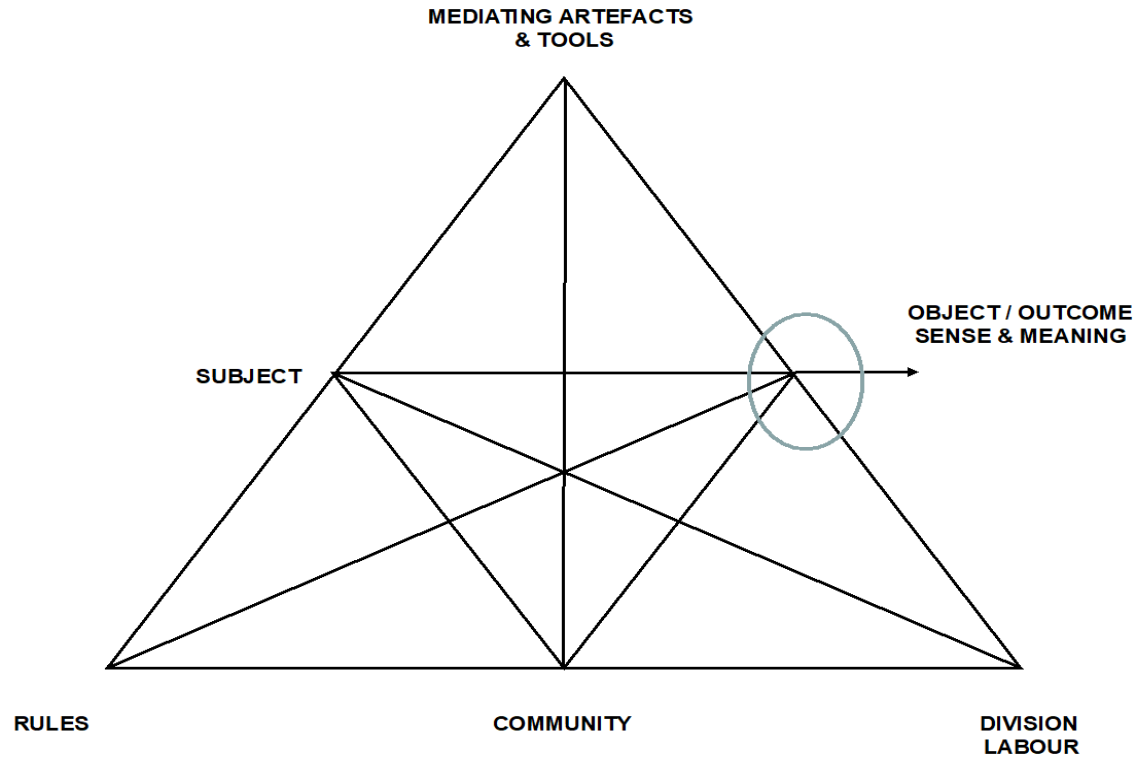 MEDIATING ARTEFACTS
& TOOLS
OBJECT / OUTCOME
SENSE & MEANING
SUBJECT
RULES
COMMUNITY
DIVISION
LABOUR